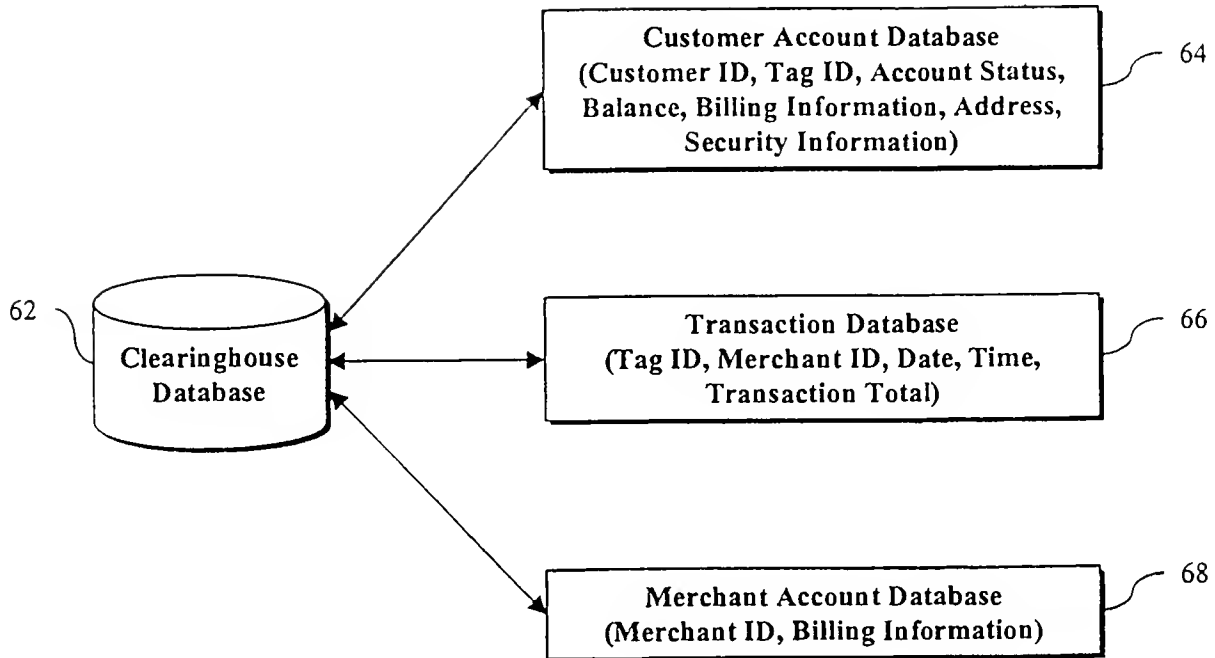 Customer Account Database
(Customer ID, Tag ID, Account Status,
Balance, Billing Information, Address,
Security Information)
64
62
Clearinghouse
Database
Transaction Database
(Tag ID, Merchant ID, Date, Time,
Transaction Total)
66
Merchant Account Database
(Merchant ID, Billing Information)
68